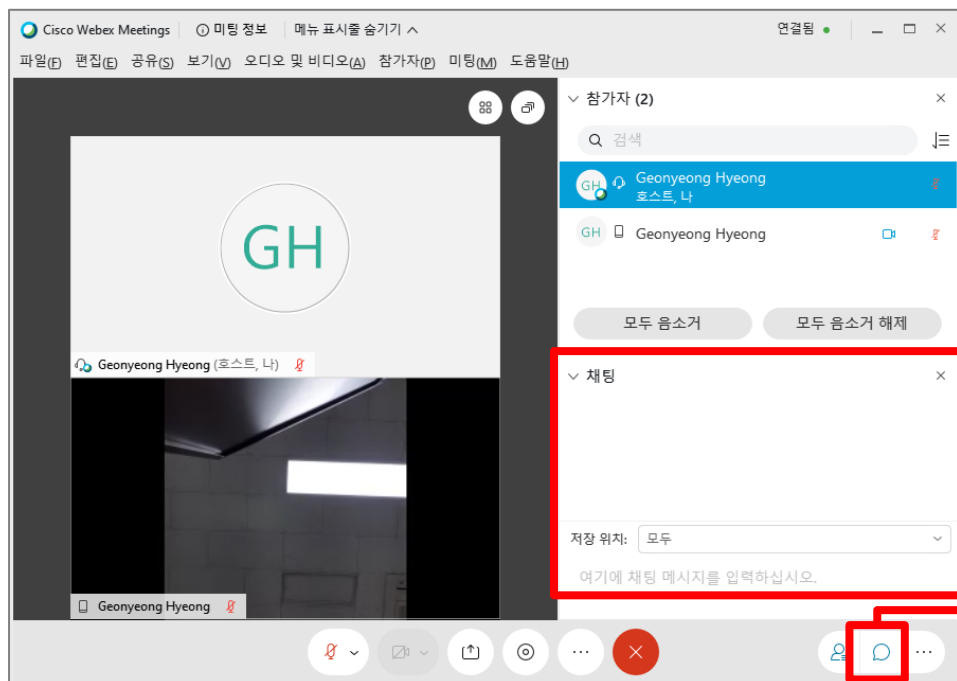 Cisco Webex Meetings 미팅 정보 메뉴 표시줄 숨기기 연결됨
파일(F) 편집(E) 공유(S) 보기(V) 오디오 및 비디오(A) 참가자(P) 미팅(M) 도움말(H)
참가자 (2)
검색
GH Geonyeong Hyeong
호스트, 나
GH Geonyeong Hyeong
모두 음소거 모두 음소거 해제
GH
Geonyeong Hyeong (호스트, 나)
채팅
저장 위치: 모두
여기에 채팅 메시지를 입력하십시오.
Geonyeong Hyeong